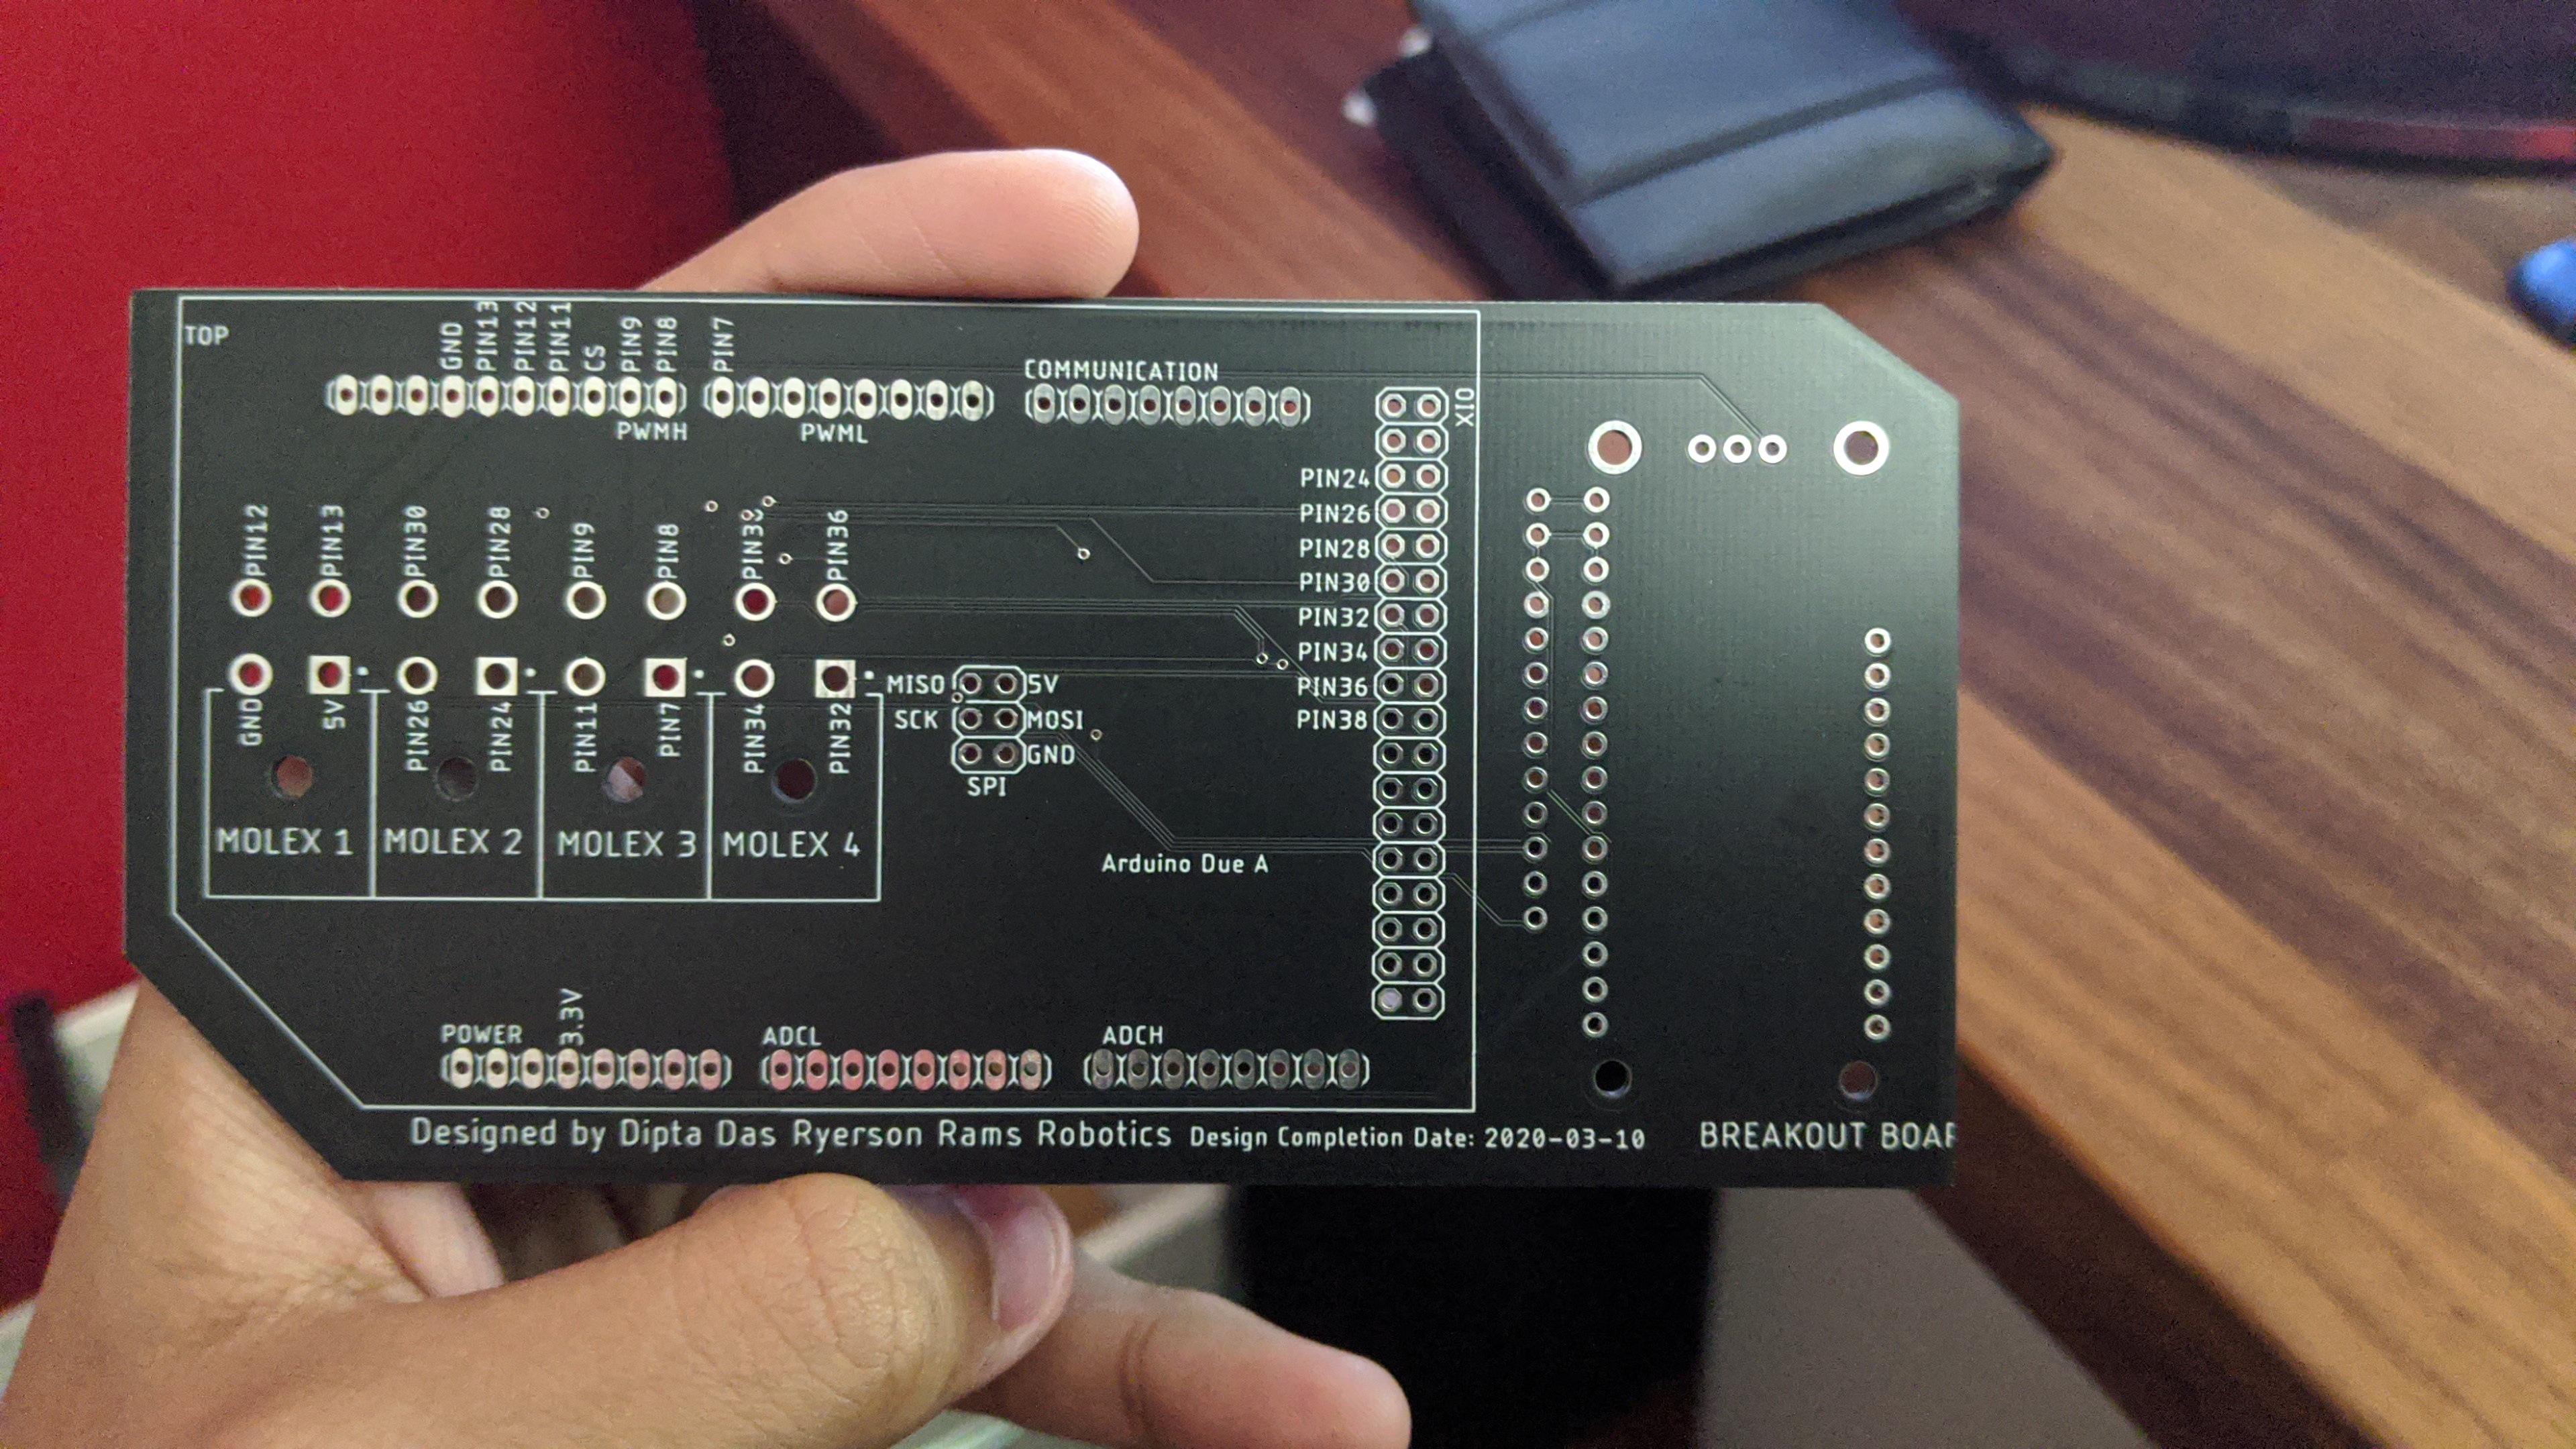 TOP
GND
PIN13
PIN12
PIN11
CS
PIN9
PIN8
PIN7
COMMUNICATION
XIO
PWMH
PWML
PIN24
PIN26
PIN28
PIN30
PIN32
PIN34
PIN36
PIN38
PIN12
PIN13
PIN30
PIN28
PIN9
PIN8
PIN36
GND
5V
PIN26
PIN24
PIN11
PIN7
PIN34
PIN32
MISO 5V
SCK MOSI
GND
SPI
MOLEX 1
MOLEX 2
MOLEX 3
MOLEX 4
Arduino Due A
POWER
3.3V
ADCL
ADCH
Designed by Dipta Das Ryerson Rams Robotics Design Completion Date: 2020-03-10
BREAKOUT BOAR